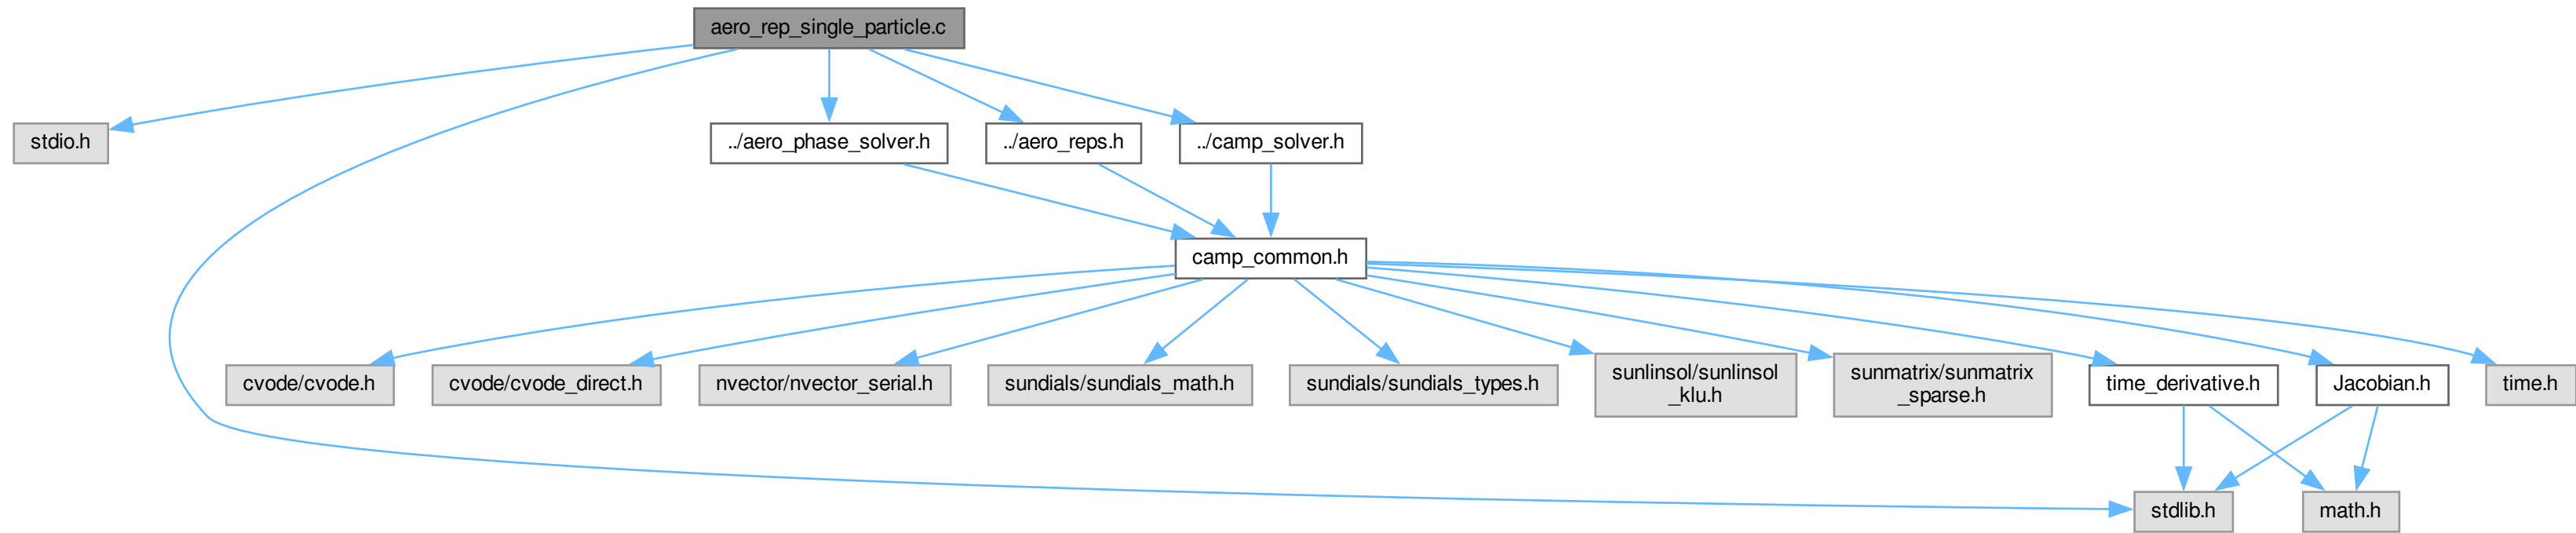 aero_rep_single_particle.c
stdio.h
../aero_phase_solver.h
../aero_reps.h
../camp_solver.h
camp_common.h
cvode/cvode.h
cvode/cvode_direct.h
nvector/nvector_serial.h
sundials/sundials_math.h
sundials/sundials_types.h
sunlinsol/sunlinsol
_klu.h
sunmatrix/sunmatrix
_sparse.h
time_derivative.h
Jacobian.h
time.h
stdlib.h
math.h